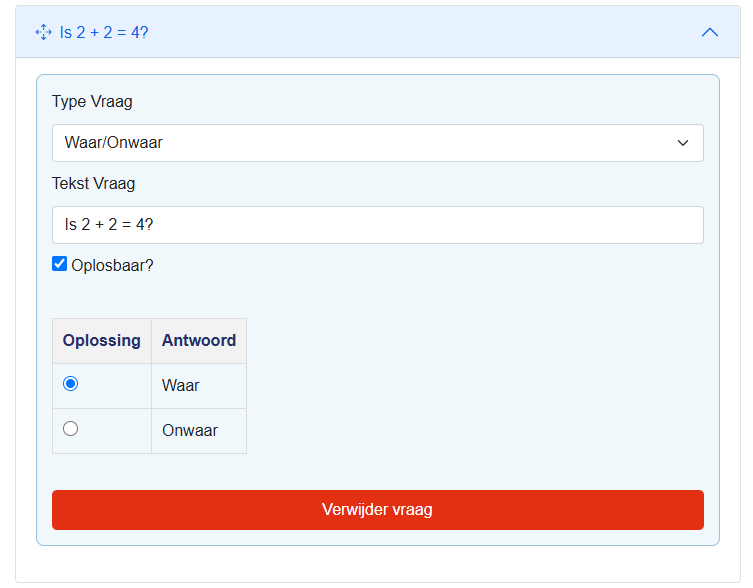 Is 2 + 2 = 4?
Type Vraag
Waar/Onwaar
Tekst Vraag
Is 2 + 2 = 4?
Oplosbaar?
Oplossing Antwoord
Waar
Onwaar
Verwijder vraag